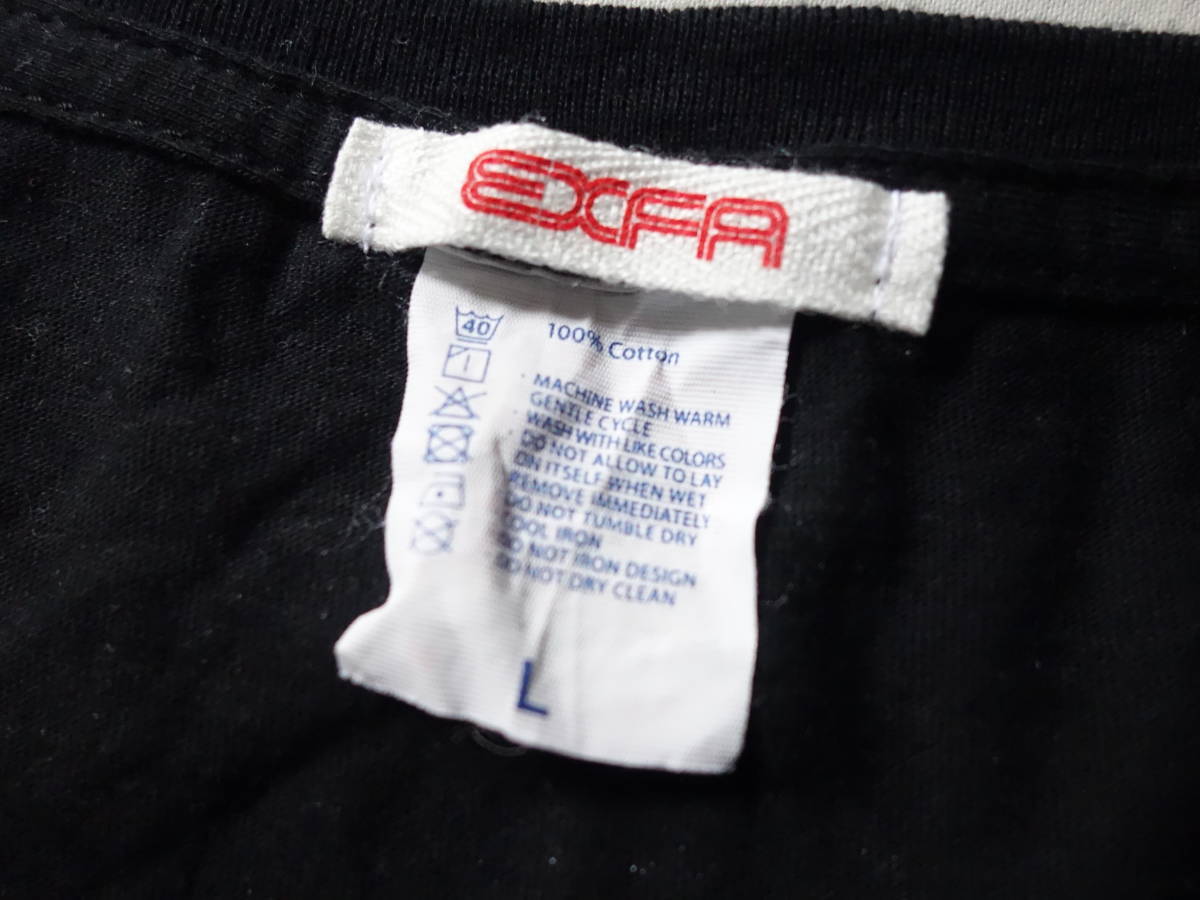 EXFA
40
100% Cotton
MACHINE WASH WARM
GENTLE CYCLE
WASH WITH LIKE COLORS
DO NOT ALLOW TO LAY
ON ITSELF WHEN WET
REMOVE IMMEDIATELY
DO NOT TUMBLE DRY
COOL IRON
DO NOT IRON DESIGN
DO NOT DRY CLEAN
L